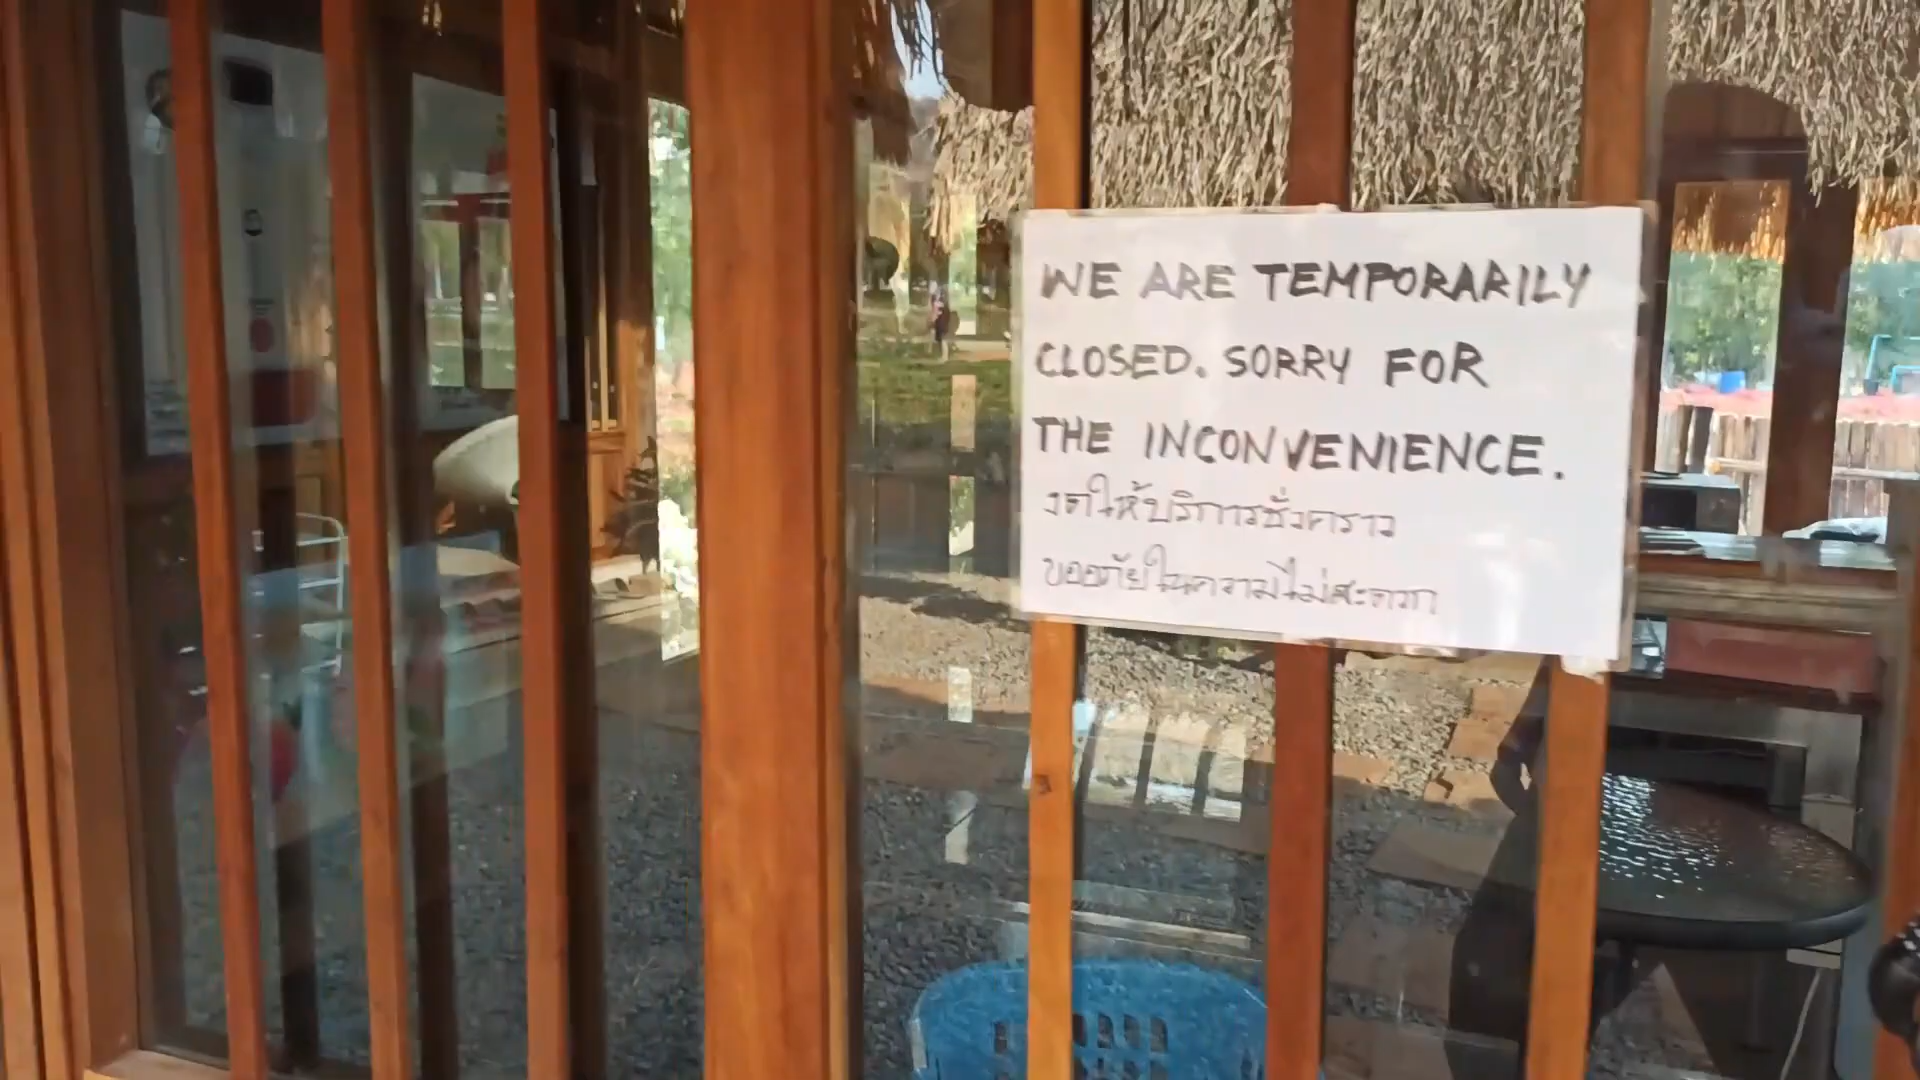 WE ARE TEMPORARILY
CLOSED. SORRY FOR
THE INCONVENIENCE.
งดให้บริการชั่วคราว
ขออภัยในความไม่สะดวก